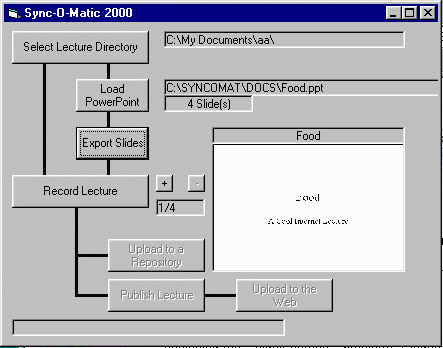 Sync-O-Matic 2000
Select Lecture Directory
C:\My Documents\aa\
Load
PowerPoint
C:\SYNCOMAT\DOCS\Food.ppt
4 Slide(s)
Export Slides
Food
Record Lecture
+
-
1/4
Food
A Cool Internet Lecture
Upload to a
Repository
Publish Lecture
Upload to the
Web